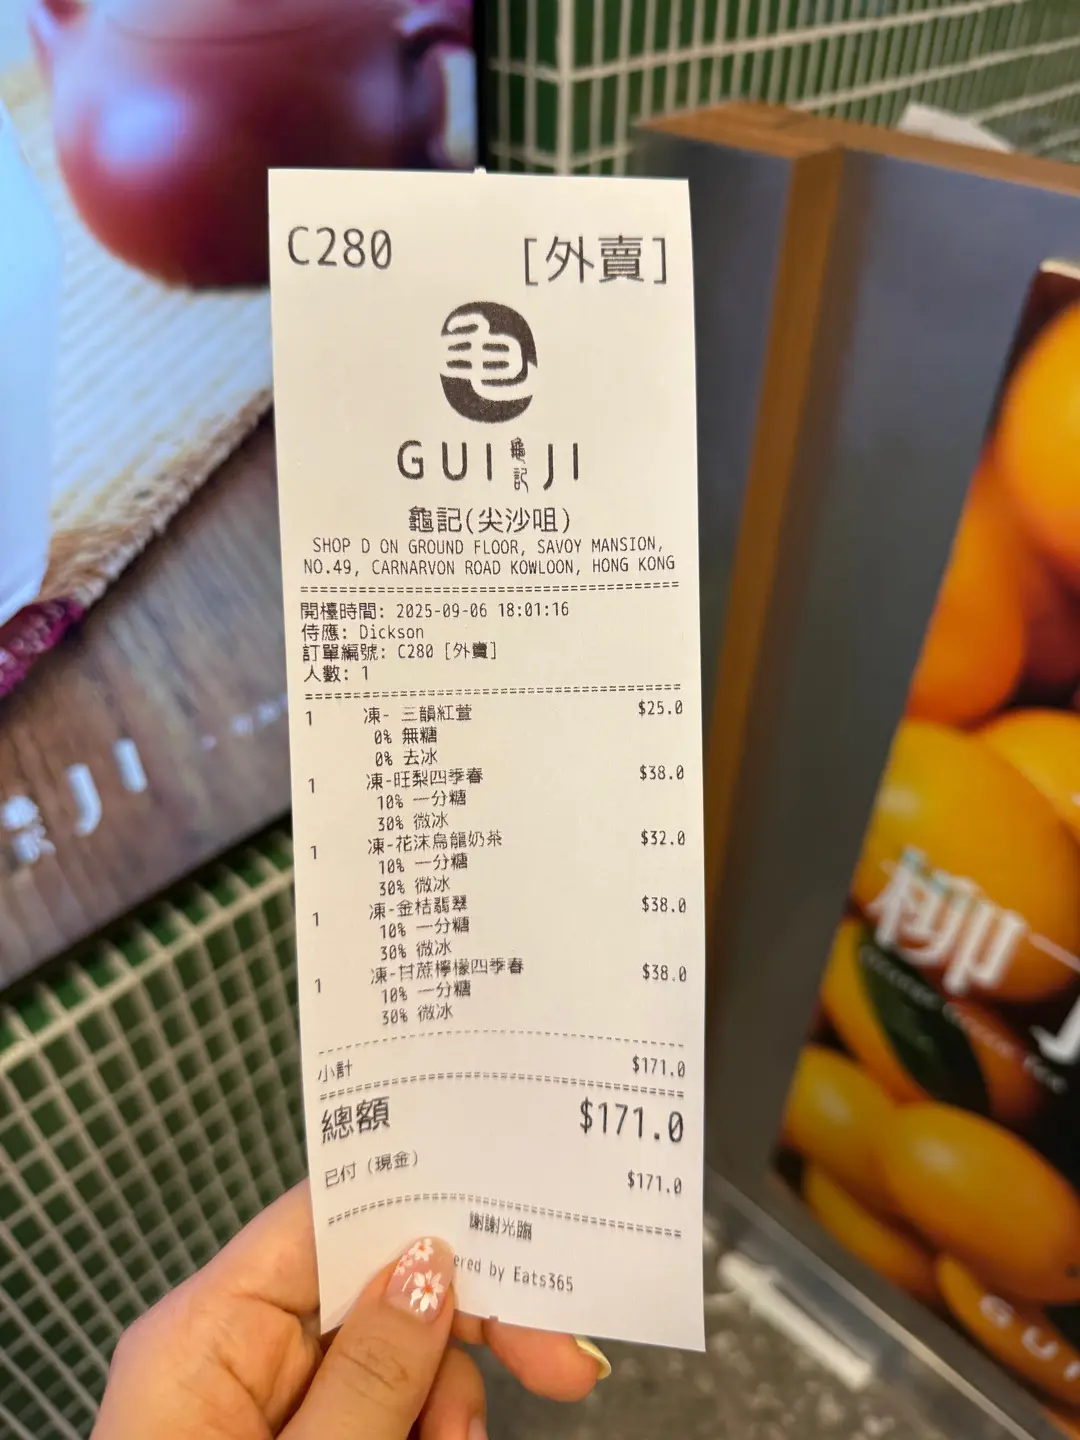 C280 [外賣]
GUI 龜記 JI
龜記(尖沙咀)
SHOP D ON GROUND FLOOR, SAVOY MANSION,
NO.49, CARNARVON ROAD KOWLOON, HONG KONG
開檯時間: 2025-09-06 18:01:16
侍應: Dickson
訂單編號: C280 [外賣]
人數: 1
1 凍- 三韻紅萱 $25.0
0% 無糖
0% 去冰
1 凍-旺梨四季春 $38.0
10% 一分糖
30% 微冰
1 凍-花沫烏龍奶茶 $32.0
10% 一分糖
30% 微冰
1 凍-金桔翡翠 $38.0
10% 一分糖
30% 微冰
1 凍-甘蔗檸檬四季春 $38.0
10% 一分糖
30% 微冰
小計 $171.0
總額 $171.0
已付 (現金) $171.0
謝謝光臨
ered by Eats365
JI
柳
GUI